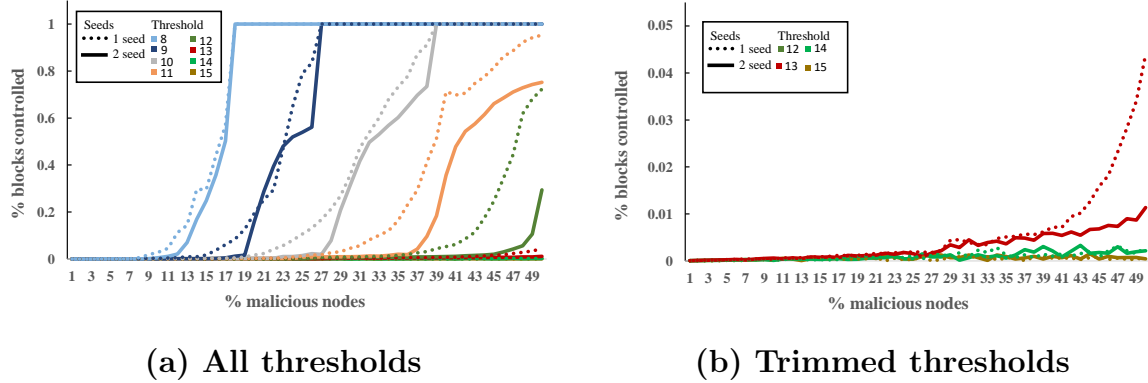 Seeds Threshold
1 seed 8 12
2 seed 9 13
10 14
11 15
1
0.8
0.6
0.4
0.2
0
% blocks controlled
1 3 5 7 9 11 13 15 17 19 21 23 25 27 29 31 33 35 37 39 41 43 45 47 49
% malicious nodes
(a) All thresholds
Seeds Threshold
1 seed 12 14
2 seed 13 15
0.05
0.04
0.03
0.02
0.01
0
% blocks controlled
1 3 5 7 9 11 13 15 17 19 21 23 25 27 29 31 33 35 37 39 41 43 45 47 49
% malicious nodes
(b) Trimmed thresholds